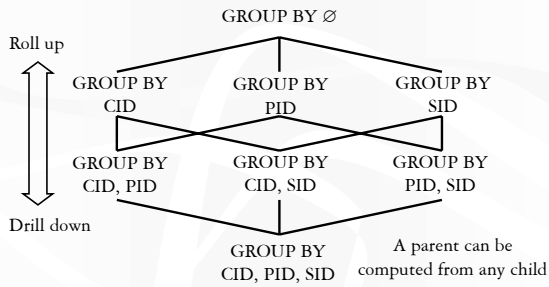 GROUP BY ∅
Roll up
GROUP BY
CID
GROUP BY
PID
GROUP BY
SID
GROUP BY
CID, PID
GROUP BY
CID, SID
GROUP BY
PID, SID
Drill down
GROUP BY
CID, PID, SID
A parent can be
computed from any child